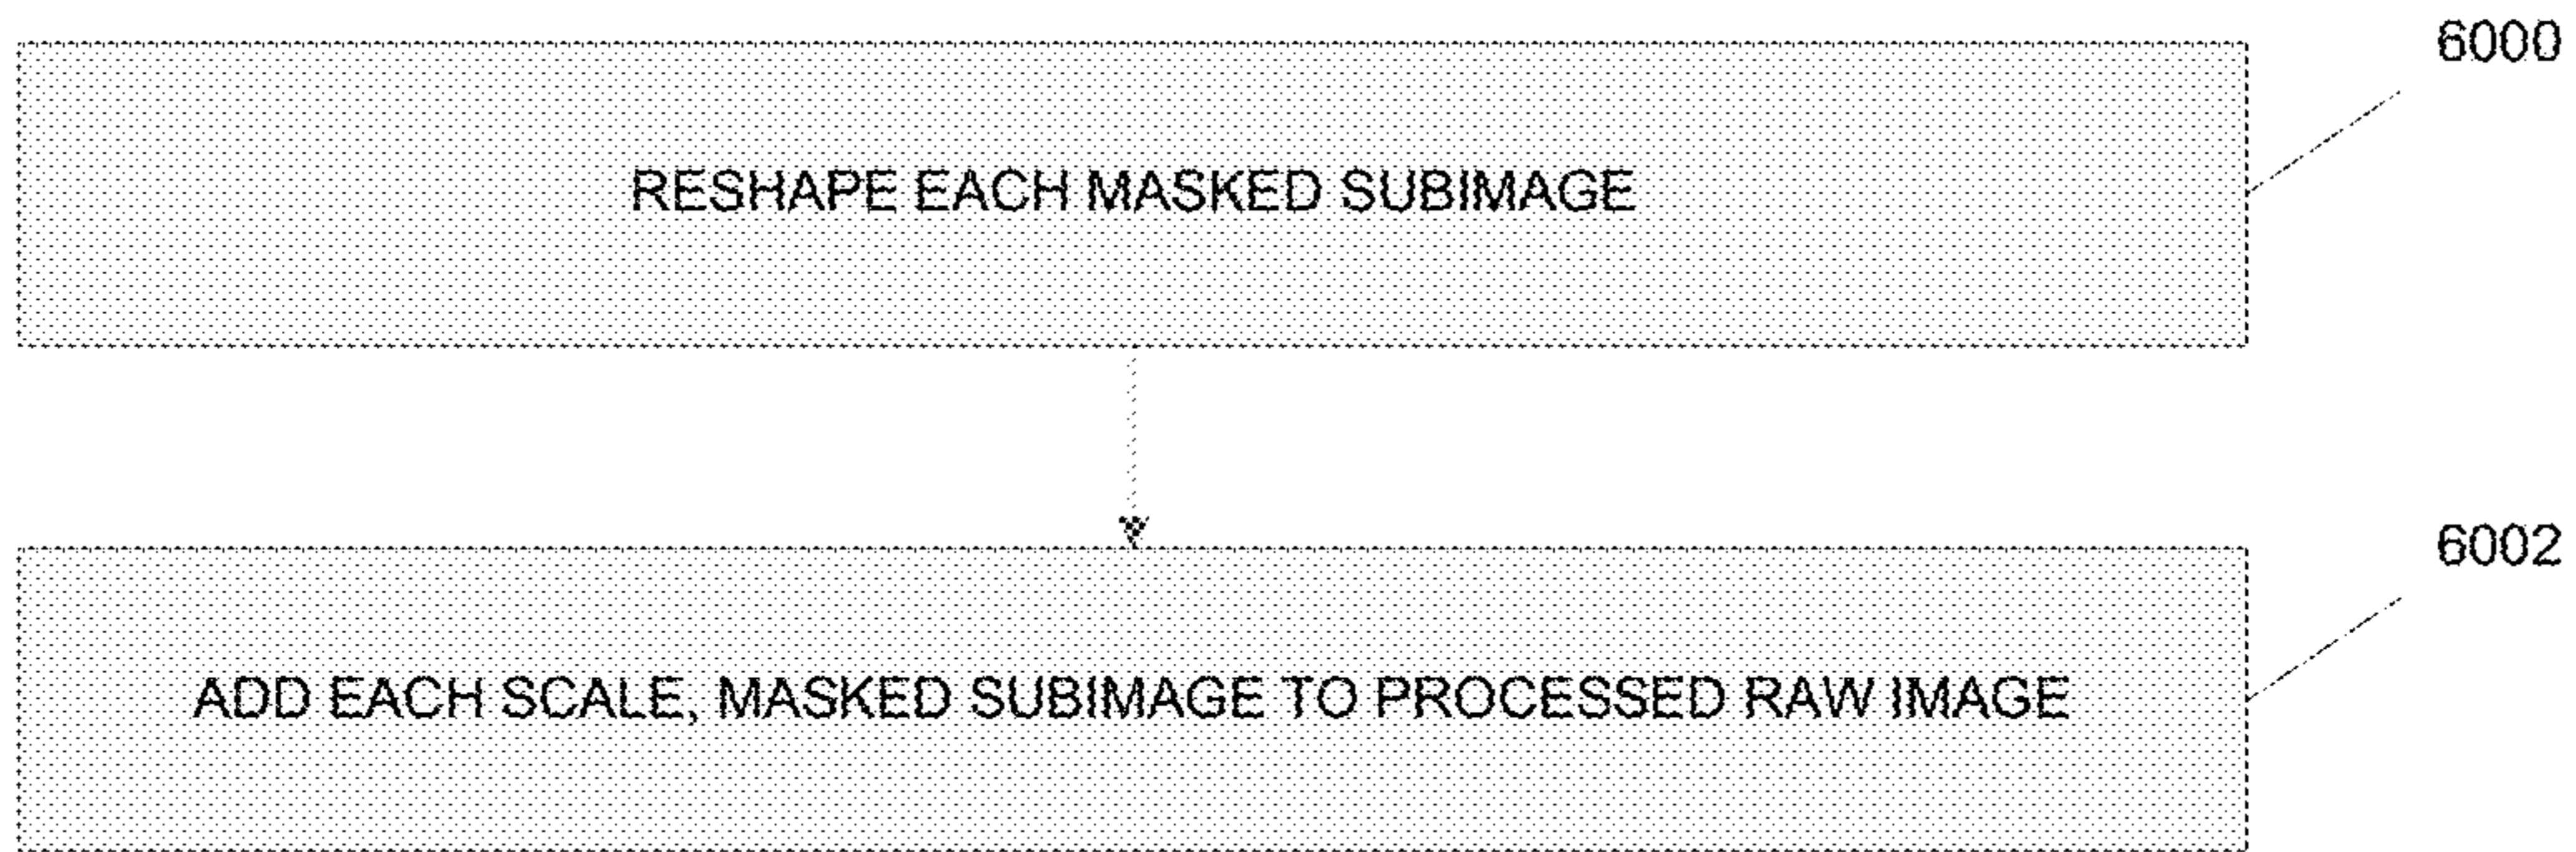 6000
RESHAPE EACH MASKED SUBIMAGE
6002
ADD EACH SCALE, MASKED SUBIMAGE TO PROCESSED RAW IMAGE